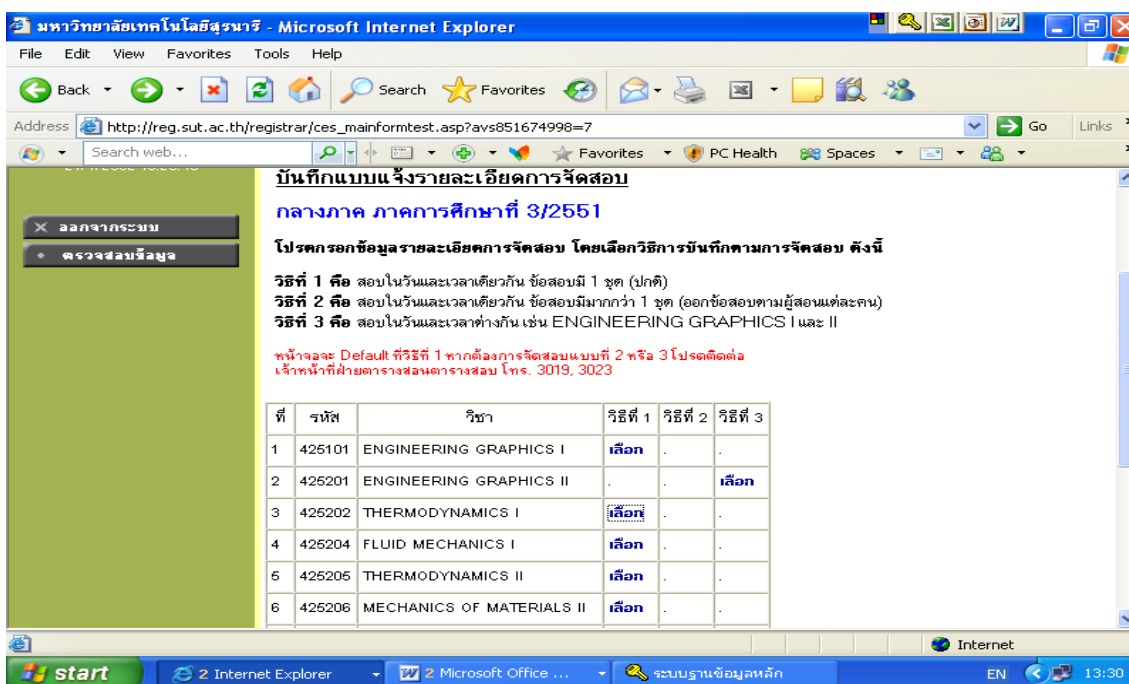 มหาวิทยาลัยเทคโนโลยีสุรนารี - Microsoft Internet Explorer
File Edit View Favorites Tools Help
Back Search Favorites
Address http://reg.sut.ac.th/registrar/ces_mainformtest.asp?avs851674998=7 Go Links
Search web... Favorites PC Health Spaces
บันทึกแบบแจ้งรายละเอียดการจัดสอบ
กลางภาค ภาคการศึกษาที่ 3/2551
ออกจากระบบ
ตรวจสอบข้อมูล
โปรดกรอกข้อมูลรายละเอียดการจัดสอบ โดยเลือกวิธีการบันทึกตามการจัดสอบ ดังนี้
วิธีที่ 1 คือ สอบในวันและเวลาเดียวกัน ข้อสอบมี 1 ชุด (ปกติ)
วิธีที่ 2 คือ สอบในวันและเวลาเดียวกัน ข้อสอบมีมากกว่า 1 ชุด (ออกข้อสอบตามผู้สอนแต่ละคน)
วิธีที่ 3 คือ สอบในวันและเวลาต่างกัน เช่น ENGINEERING GRAPHICS I และ II
หน้าจอจะ Default ที่วิธีที่ 1 หากต้องการจัดสอบแบบที่ 2 หรือ 3 โปรดติดต่อ
เจ้าหน้าที่ฝ่ายตารางสอนตารางสอบ โทร. 3019, 3023
ที่ รหัส วิชา วิธีที่ 1 วิธีที่ 2 วิธีที่ 3
1 425101 ENGINEERING GRAPHICS I เลือก . .
2 425201 ENGINEERING GRAPHICS II . . เลือก
3 425202 THERMODYNAMICS I เลือก . .
4 425204 FLUID MECHANICS I เลือก . .
5 425205 THERMODYNAMICS II เลือก . .
6 425206 MECHANICS OF MATERIALS II เลือก . .
Internet
start 2 Internet Explorer 2 Microsoft Office ... ระบบฐานข้อมูลหลัก EN 13:30